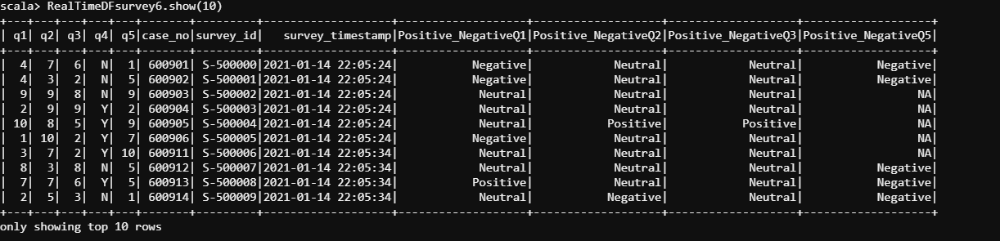 scala> RealTimeDFsurvey6.show(10)
+---+---+---+---+---+-------+---------+-------------------+-------------------+-------------------+-------------------+-------------------+
| q1| q2| q3| q4| q5|case_no|survey_id|   survey_timestamp|Positive_NegativeQ1|Positive_NegativeQ2|Positive_NegativeQ3|Positive_NegativeQ5|
+---+---+---+---+---+-------+---------+-------------------+-------------------+-------------------+-------------------+-------------------+
|  4|  7|  6|  N|  1| 600901| S-500000|2021-01-14 22:05:24|           Negative|            Neutral|            Neutral|           Negative|
|  4|  3|  2|  N|  5| 600902| S-500001|2021-01-14 22:05:24|           Negative|            Neutral|            Neutral|           Negative|
|  9|  9|  8|  N|  9| 600903| S-500002|2021-01-14 22:05:24|            Neutral|            Neutral|            Neutral|                 NA|
|  2|  9|  9|  Y|  2| 600904| S-500003|2021-01-14 22:05:24|            Neutral|            Neutral|            Neutral|                 NA|
| 10|  8|  5|  Y|  9| 600905| S-500004|2021-01-14 22:05:24|            Neutral|           Positive|           Positive|                 NA|
|  1| 10|  2|  Y|  7| 600906| S-500005|2021-01-14 22:05:24|           Negative|            Neutral|            Neutral|                 NA|
|  3|  7|  2|  Y| 10| 600911| S-500006|2021-01-14 22:05:34|            Neutral|            Neutral|            Neutral|                 NA|
|  8|  3|  8|  N|  5| 600912| S-500007|2021-01-14 22:05:34|            Neutral|            Neutral|            Neutral|           Negative|
|  7|  7|  6|  Y|  5| 600913| S-500008|2021-01-14 22:05:34|           Positive|            Neutral|            Neutral|           Negative|
|  2|  5|  3|  N|  1| 600914| S-500009|2021-01-14 22:05:34|            Neutral|           Negative|            Neutral|           Negative|
+---+---+---+---+---+-------+---------+-------------------+-------------------+-------------------+-------------------+-------------------+
only showing top 10 rows